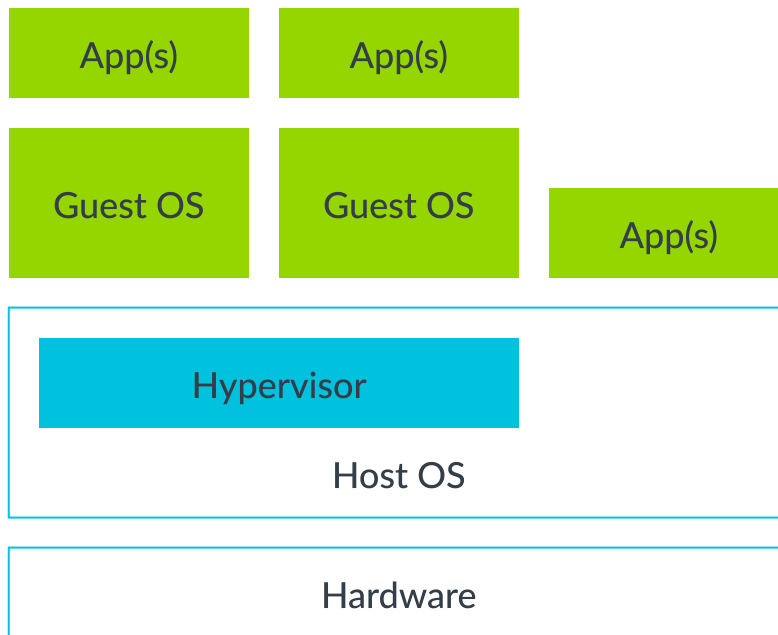 App(s)
App(s)
Guest OS
Guest OS
App(s)
Hypervisor
Host OS
Hardware